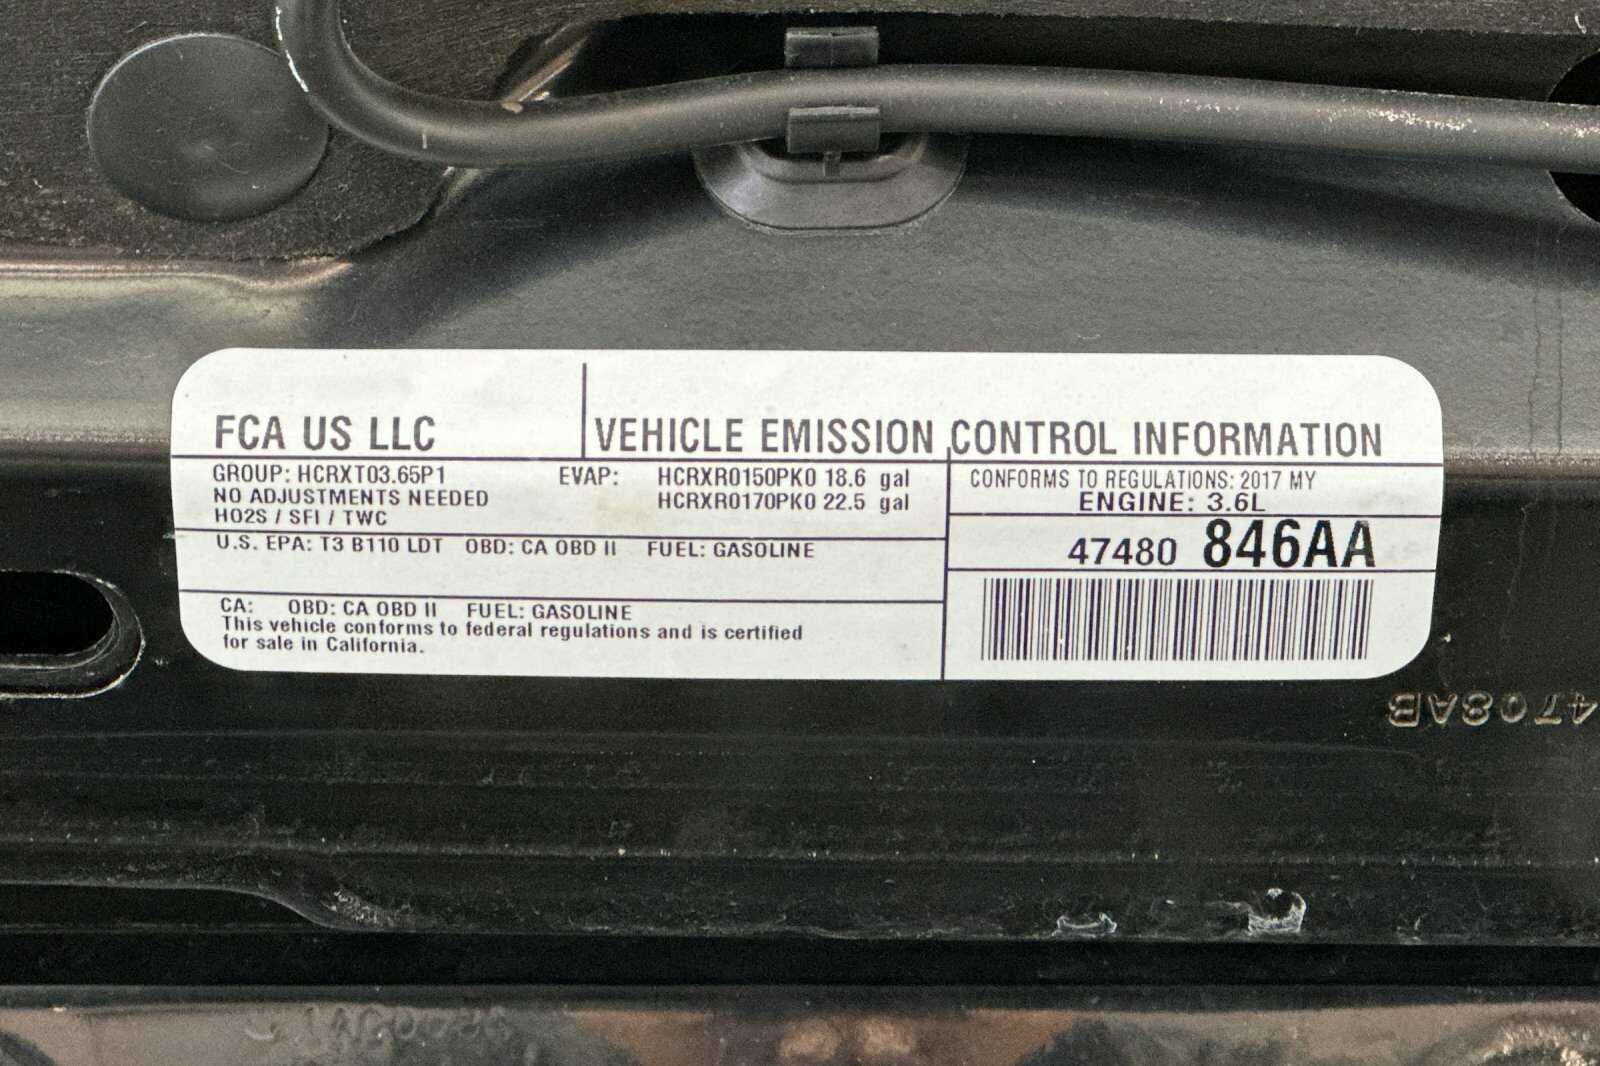 FCA US LLC
VEHICLE EMISSION CONTROL INFORMATION
GROUP: HCRXT03.65P1
NO ADJUSTMENTS NEEDED
HO2S / SFI / TWC
EVAP: HCRXR0150PK0 18.6 gal
HCRXR0170PK0 22.5 gal
CONFORMS TO REGULATIONS: 2017 MY
ENGINE: 3.6L
U.S. EPA: T3 B110 LDT OBD: CA OBD II FUEL: GASOLINE
47480 846AA
CA: OBD: CA OBD II FUEL: GASOLINE
This vehicle conforms to federal regulations and is certified
for sale in California.